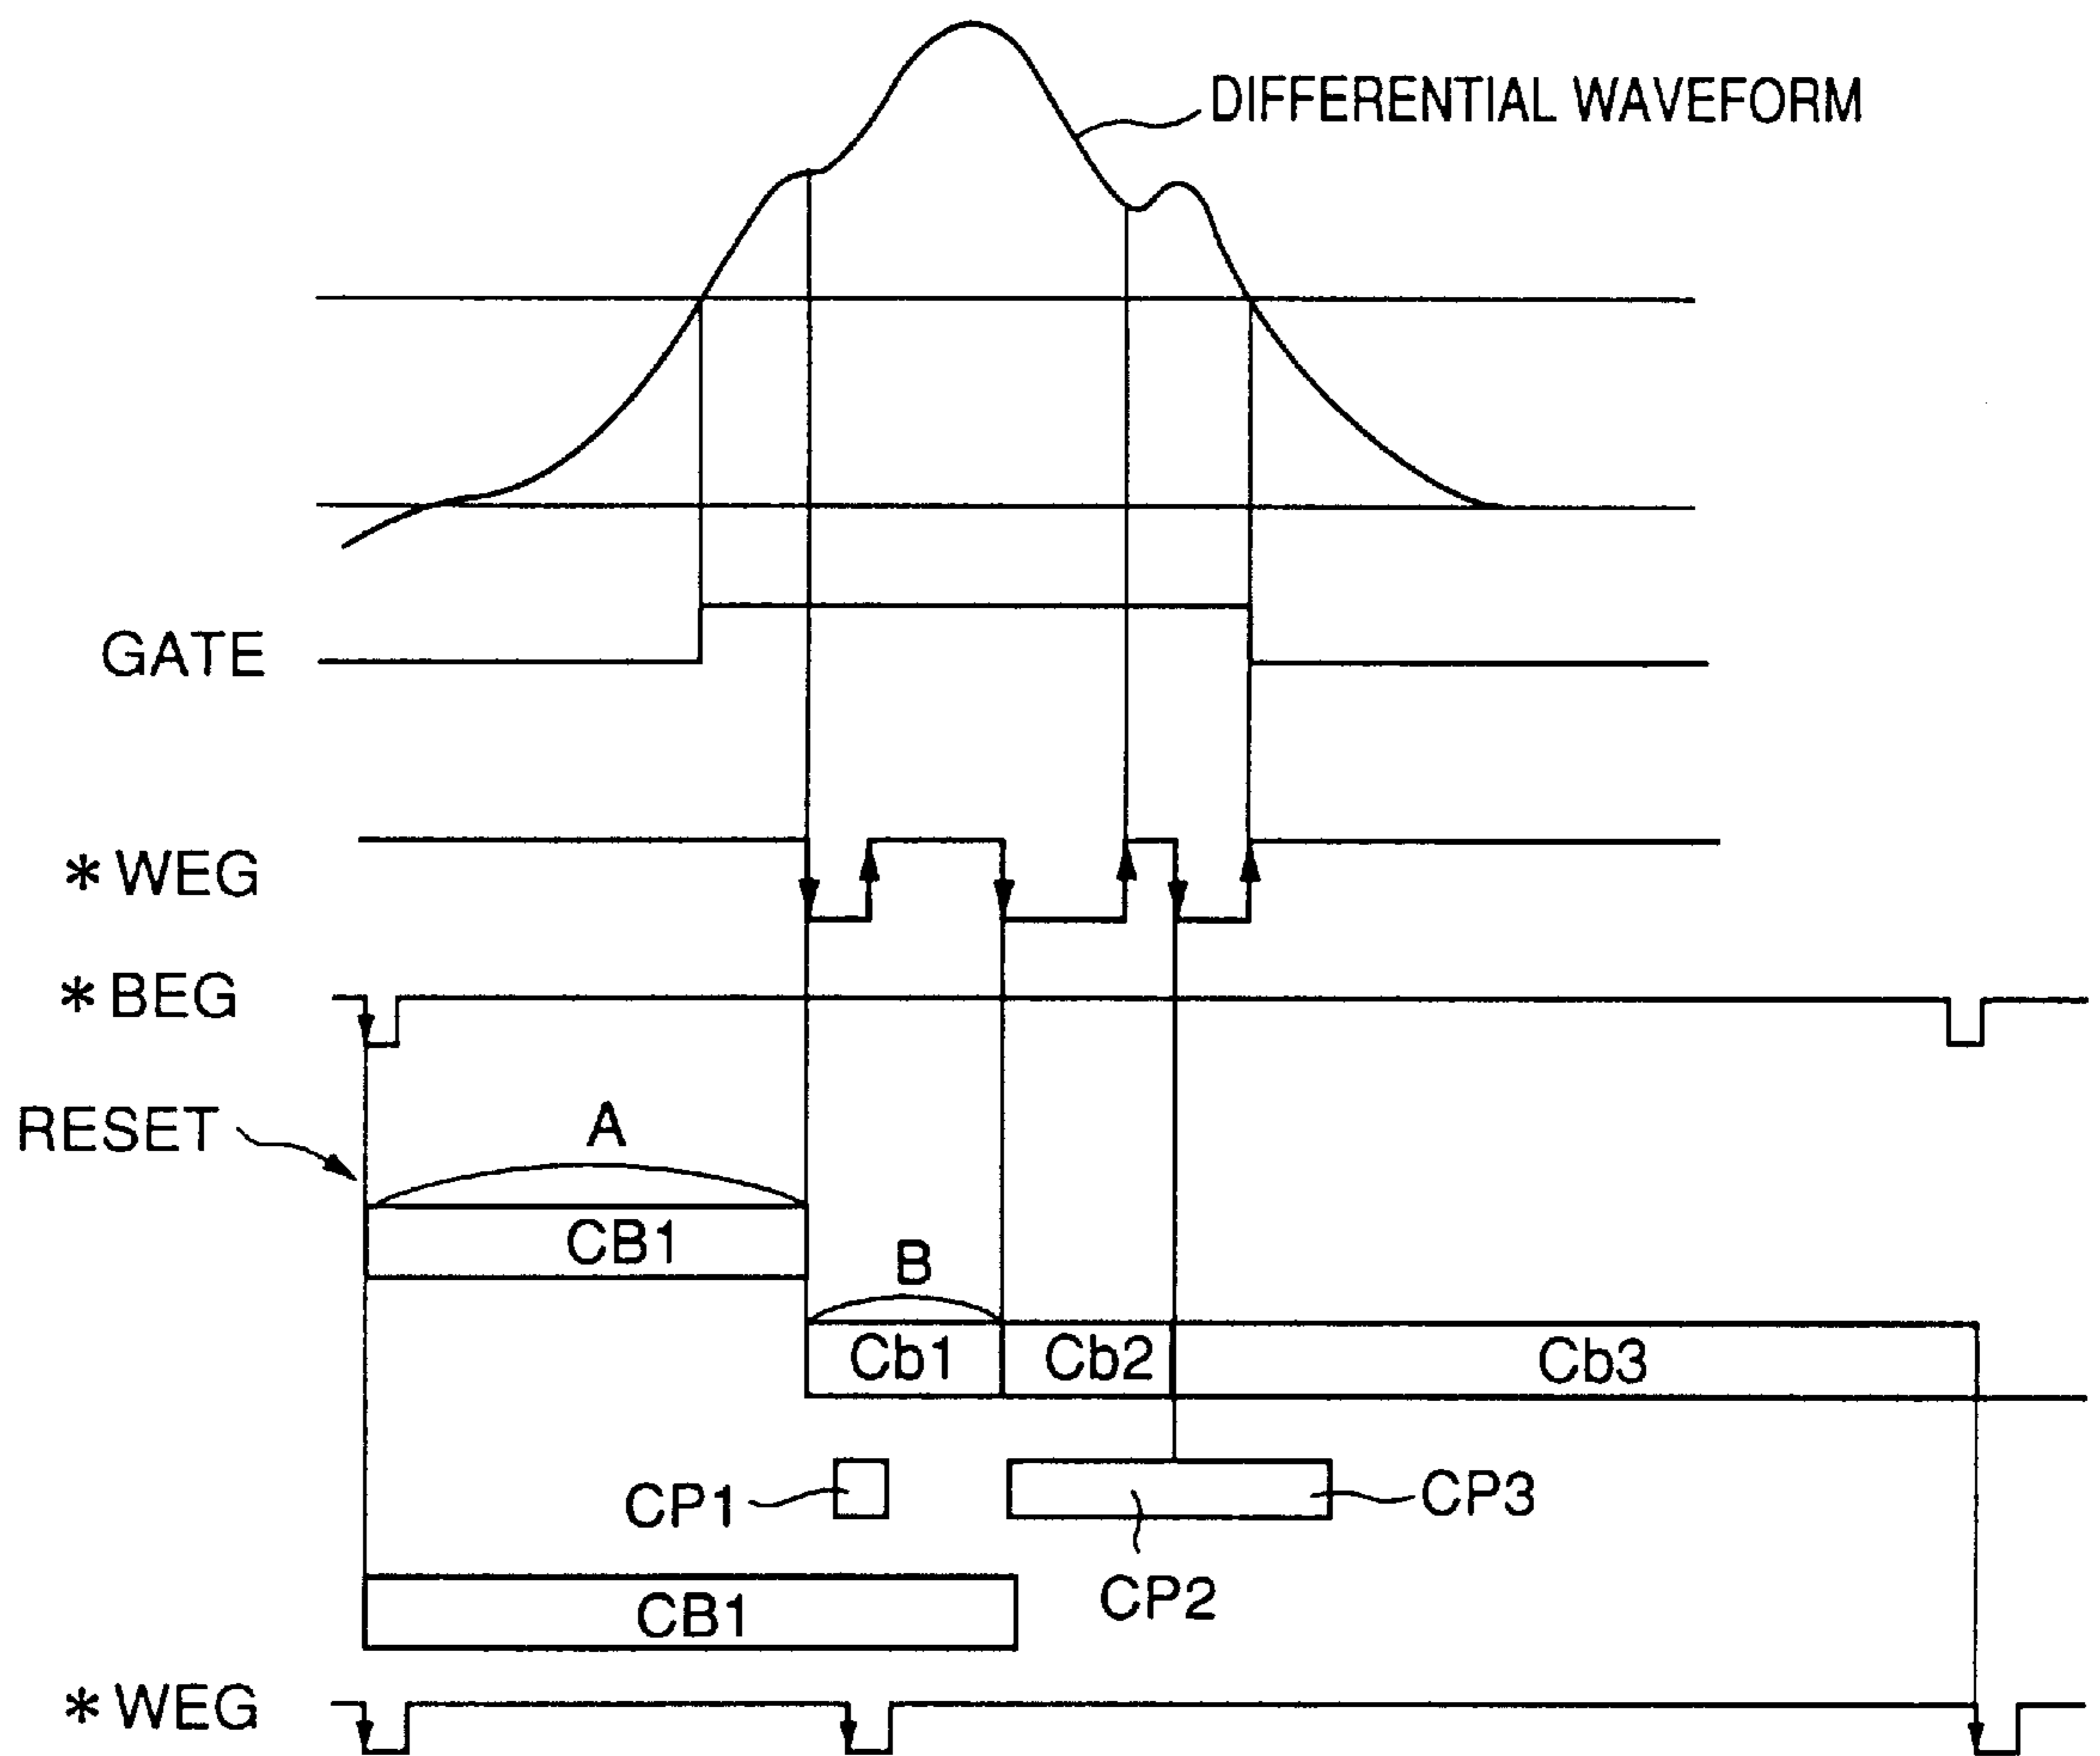 DIFFERENTIAL WAVEFORM
GATE
* WEG
* BEG
RESET
A
CB1
B
Cb1
Cb2
Cb3
CP1
CP3
CP2
CB1
* WEG